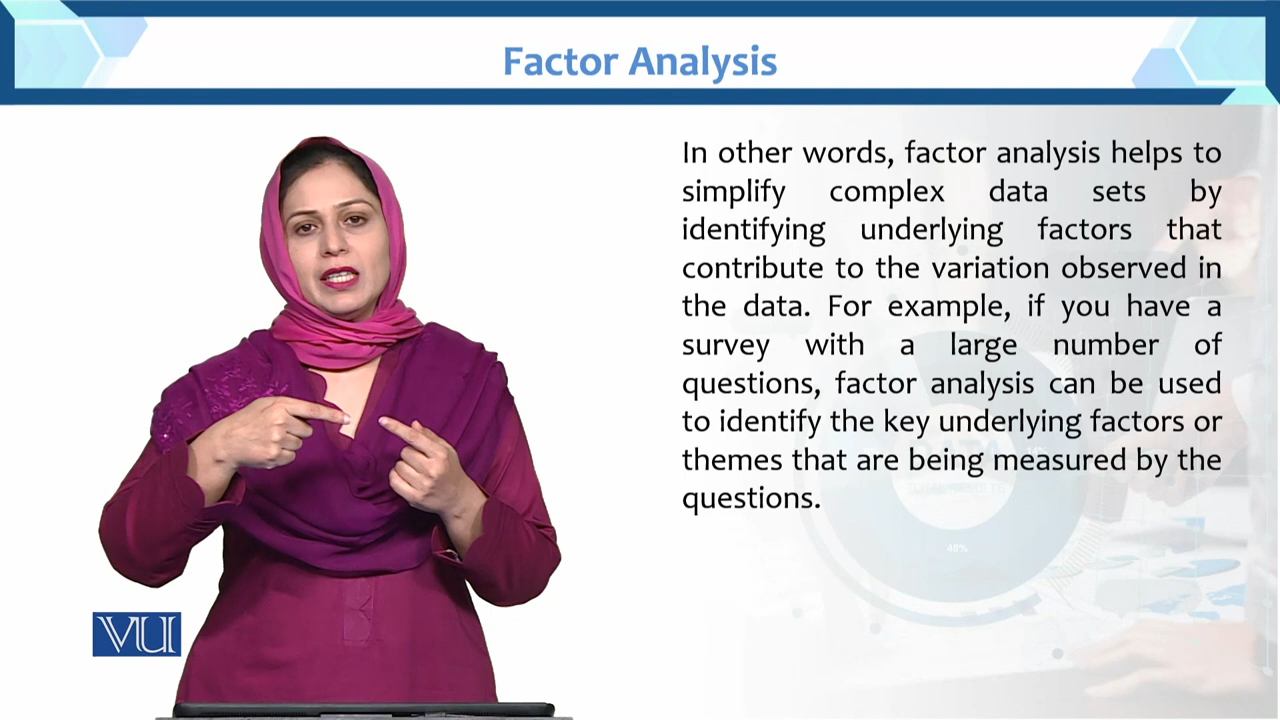 Factor Analysis
In other words, factor analysis helps to
simplify complex data sets by
identifying underlying factors that
contribute to the variation observed in
the data. For example, if you have a
survey with a large number of
questions, factor analysis can be used
to identify the key underlying factors or
themes that are being measured by the
questions.
48%
VU